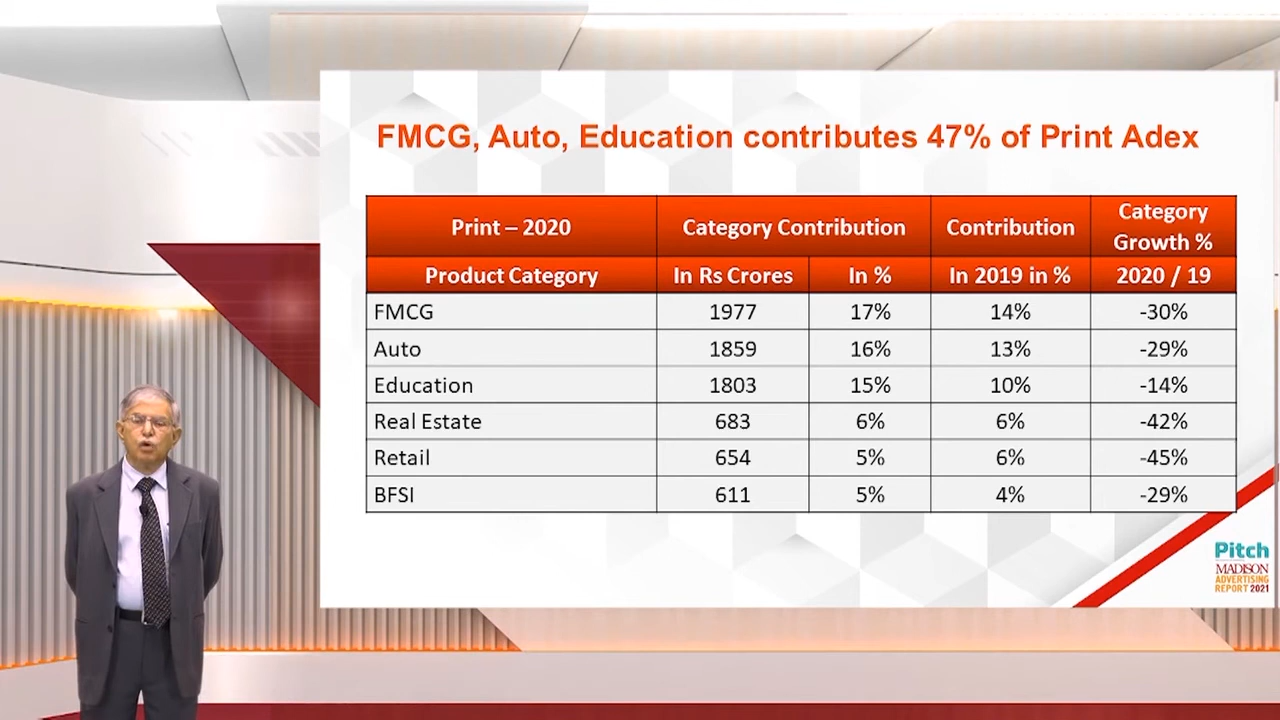 FMCG, Auto, Education contributes 47% of Print Adex
Print – 2020 Category Contribution Contribution Category Growth %
Product Category In Rs Crores In % In 2019 in % 2020 / 19
FMCG 1977 17% 14% -30%
Auto 1859 16% 13% -29%
Education 1803 15% 10% -14%
Real Estate 683 6% 6% -42%
Retail 654 5% 6% -45%
BFSI 611 5% 4% -29%
Pitch
MADISON
ADVERTISING
REPORT 2021